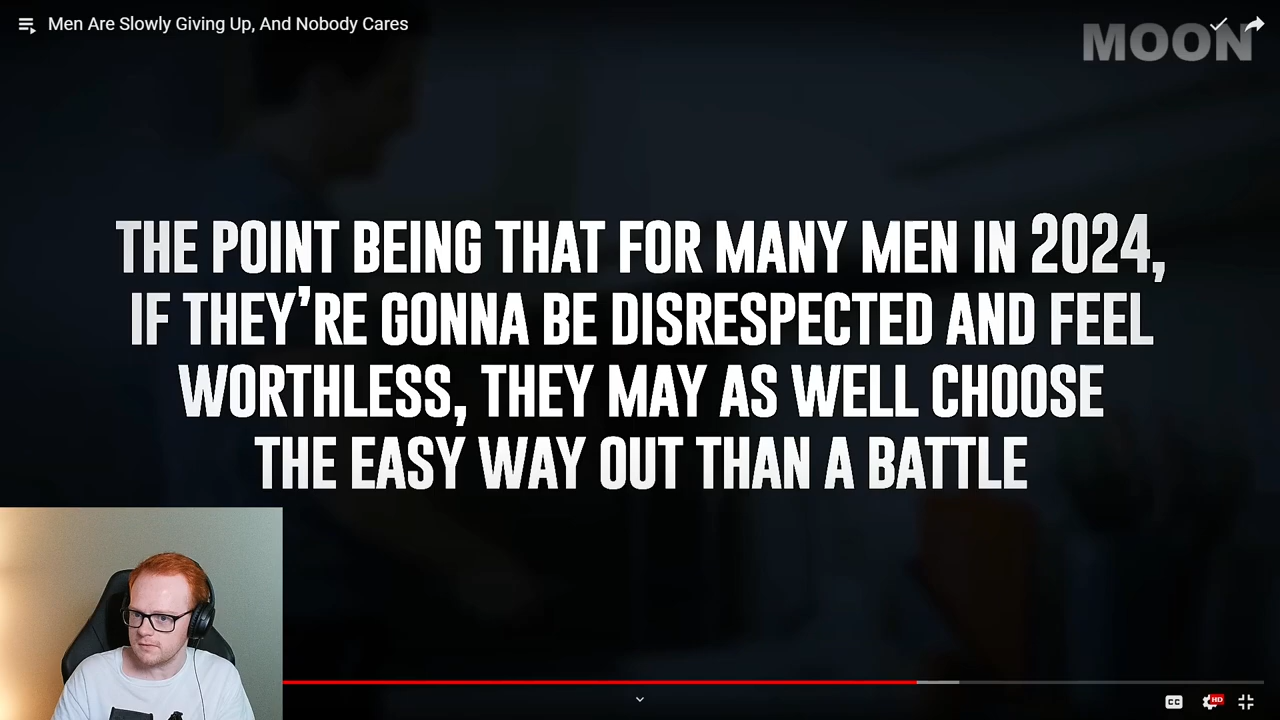 Men Are Slowly Giving Up, And Nobody Cares
MOON
THE POINT BEING THAT FOR MANY MEN IN 2024,
IF THEY'RE GONNA BE DISRESPECTED AND FEEL
WORTHLESS, THEY MAY AS WELL CHOOSE
THE EASY WAY OUT THAN A BATTLE
CC
HD